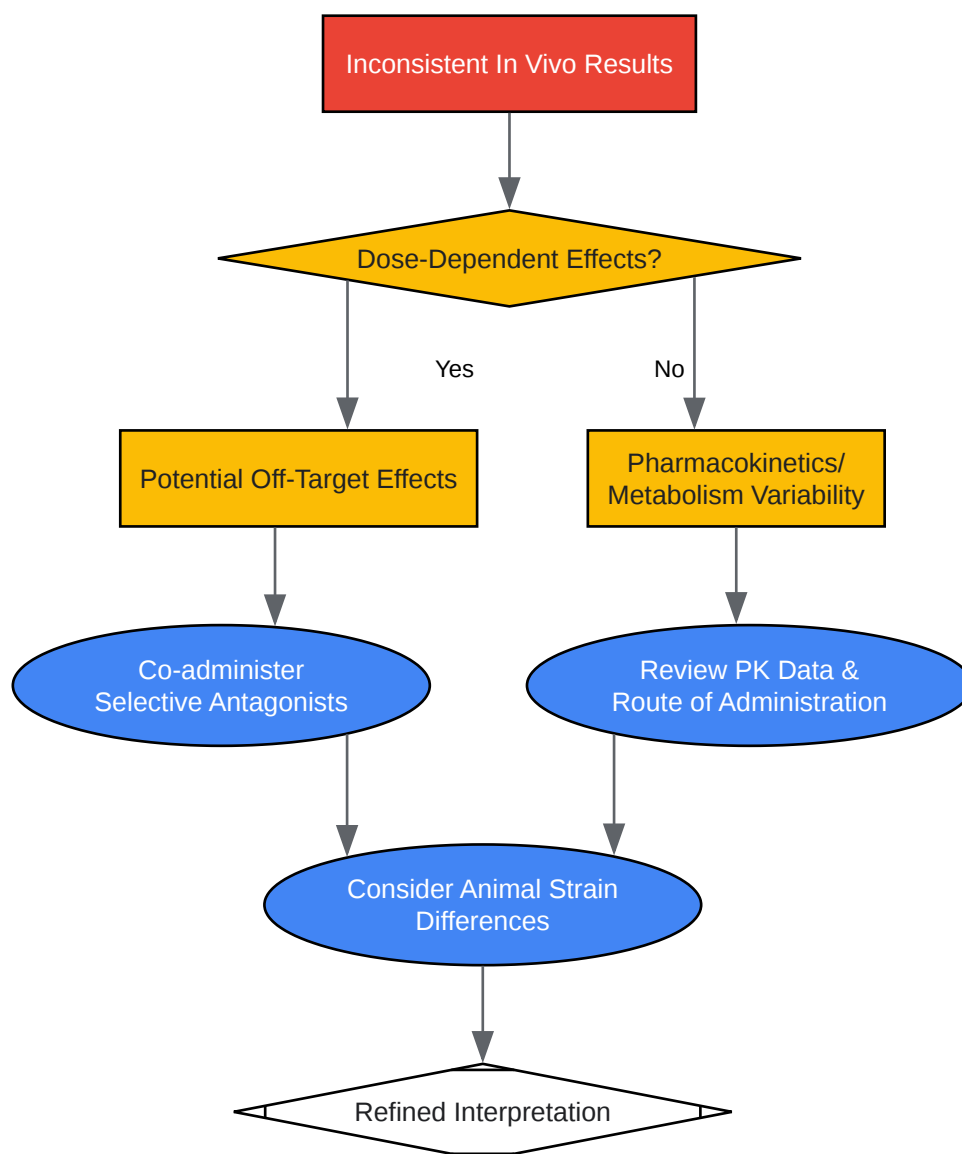 Inconsistent In Vivo Results
Dose-Dependent Effects?
Yes
No
Potential Off-Target Effects
Pharmacokinetics/
Metabolism Variability
Co-administer
Selective Antagonists
Review PK Data &
Route of Administration
Consider Animal Strain
Differences
Refined Interpretation